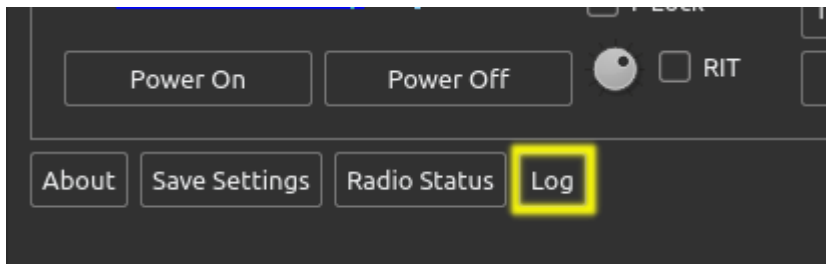 Power On
Power Off
RIT
About
Save Settings
Radio Status
Log